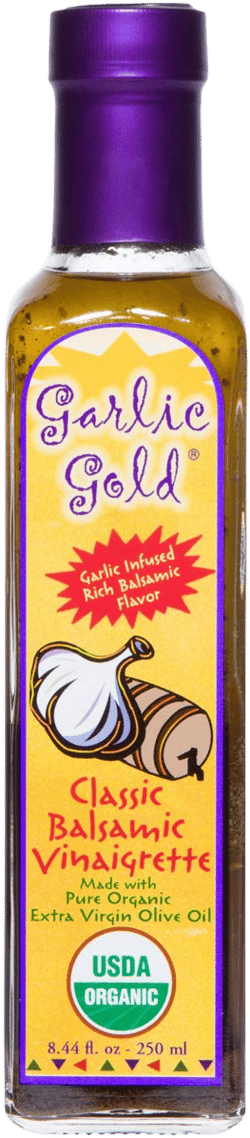 Garlic
Gold®
Garlic Infused
Rich Balsamic
Flavor
Classic
Balsamic
Vinaigrette
Made with
Pure Organic
Extra Virgin Olive Oil
USDA
ORGANIC
8.44 fl. oz - 250 ml